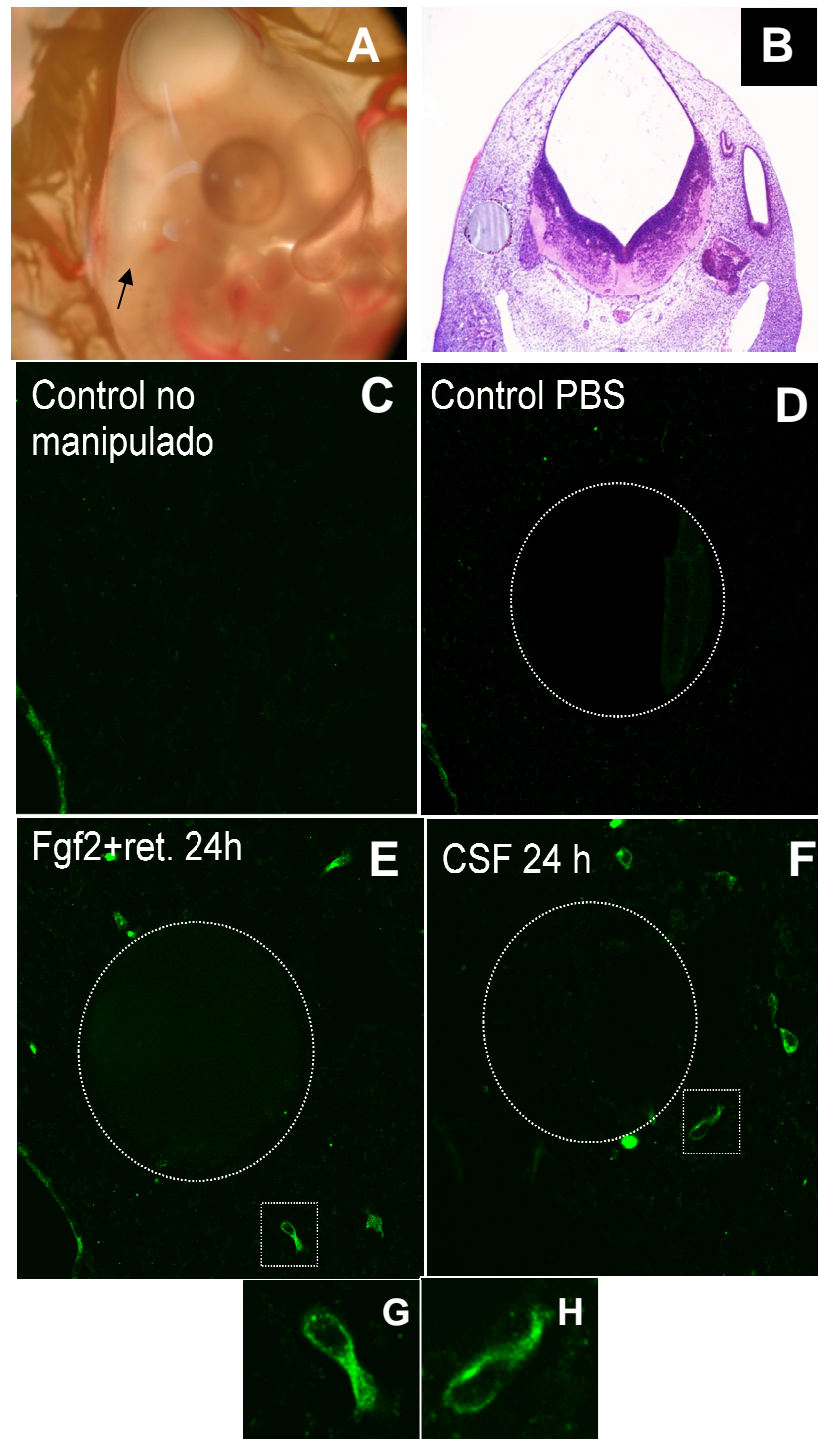 A
B
Control no
manipulado
C
Control PBS
D
Fgf2+ret. 24h
E
CSF 24 h
F
G
H